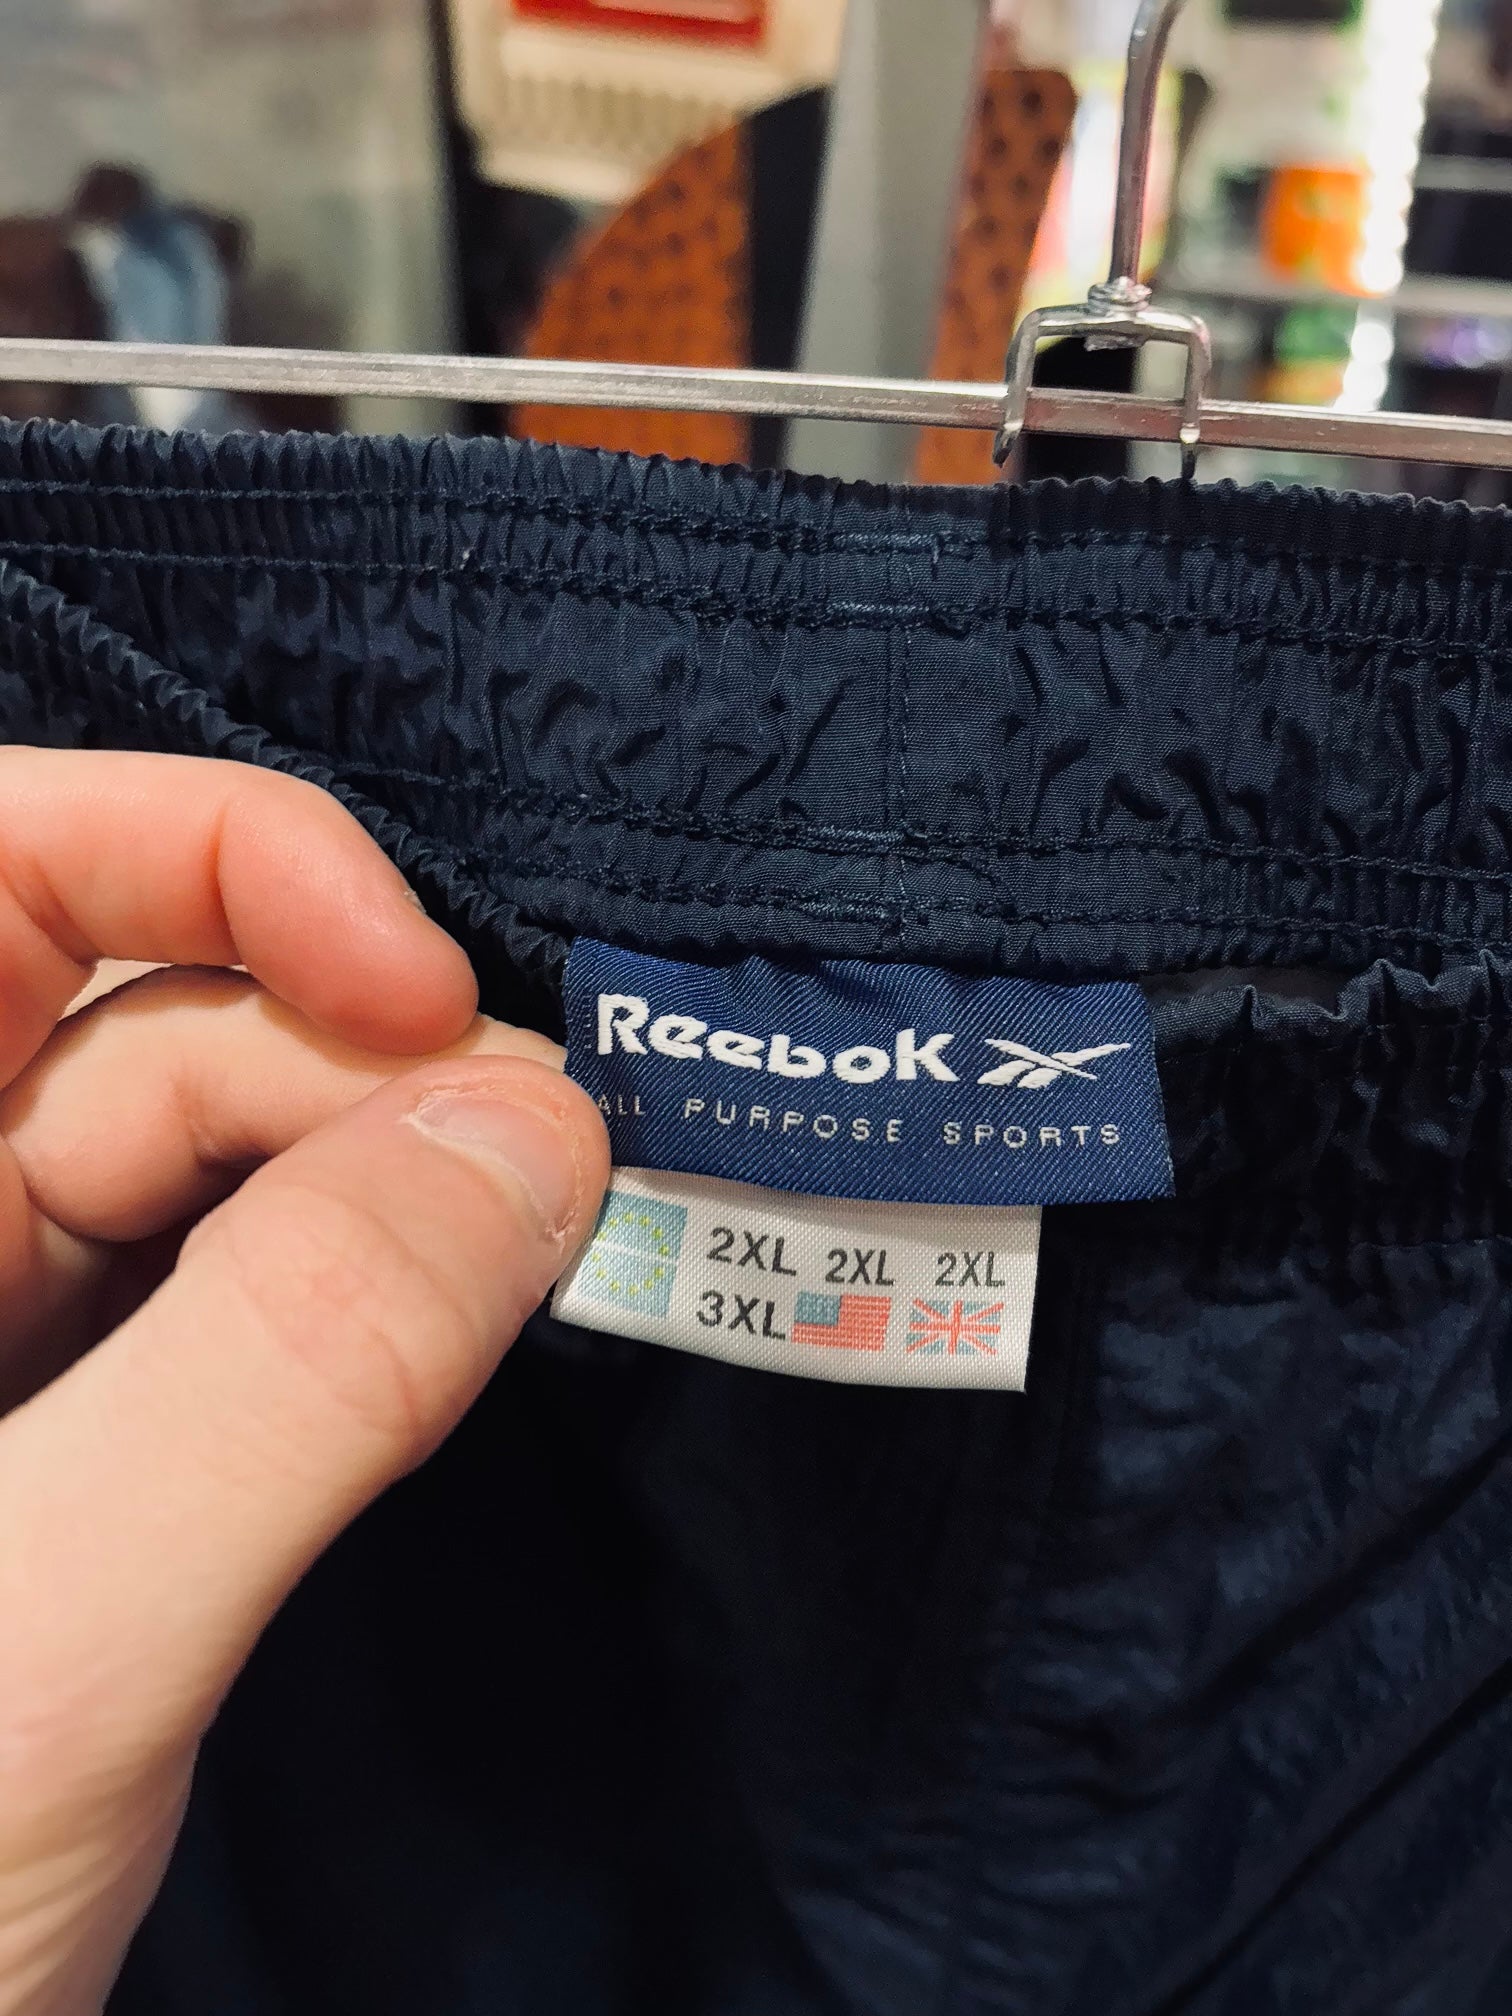 Reebok
ALL PURPOSE SPORTS
2XL 2XL 2XL
3XL